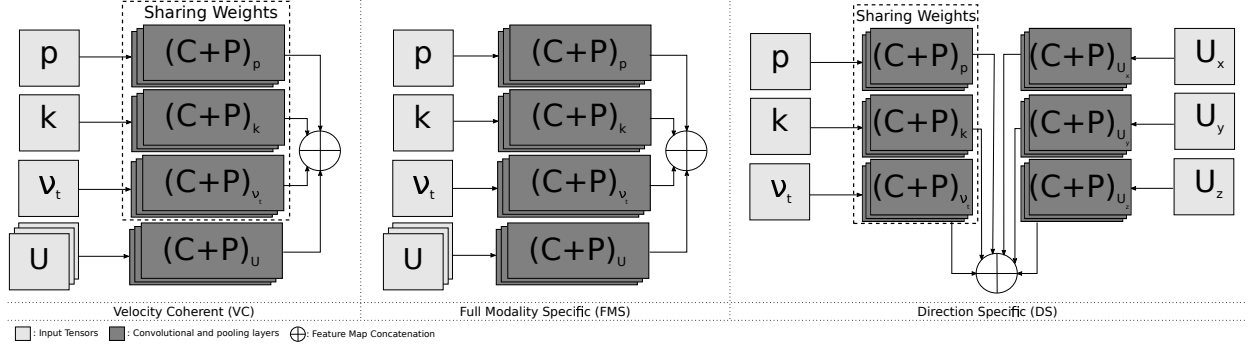 Sharing Weights
p
(C+P)p
k
(C+P)k
νt
(C+P)νt
U
(C+P)U
Velocity Coherent (VC)
p
(C+P)p
k
(C+P)k
νt
(C+P)νt
U
(C+P)U
Full Modality Specific (FMS)
Sharing Weights
p
(C+P)p
(C+P)Ux
Ux
k
(C+P)k
(C+P)Uy
Uy
νt
(C+P)νt
(C+P)Uz
Uz
Direction Specific (DS)
: Input Tensors
: Convolutional and pooling layers
: Feature Map Concatenation